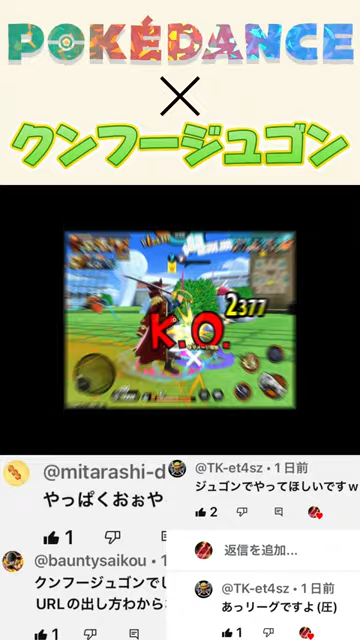 POKÉDANCE
×
クンフージュゴン
2377
K.O.
@mitarashi-d
やっぱくおぉや
1
@TK-et4sz・1日前
ジュゴンでやってほしいですｗ
2
返信を追加...
@bauntysaikou・1
クンフージュゴンでし
URLの出し方わから
1
@TK-et4sz・1日前
あっリーグですよ(圧)
1